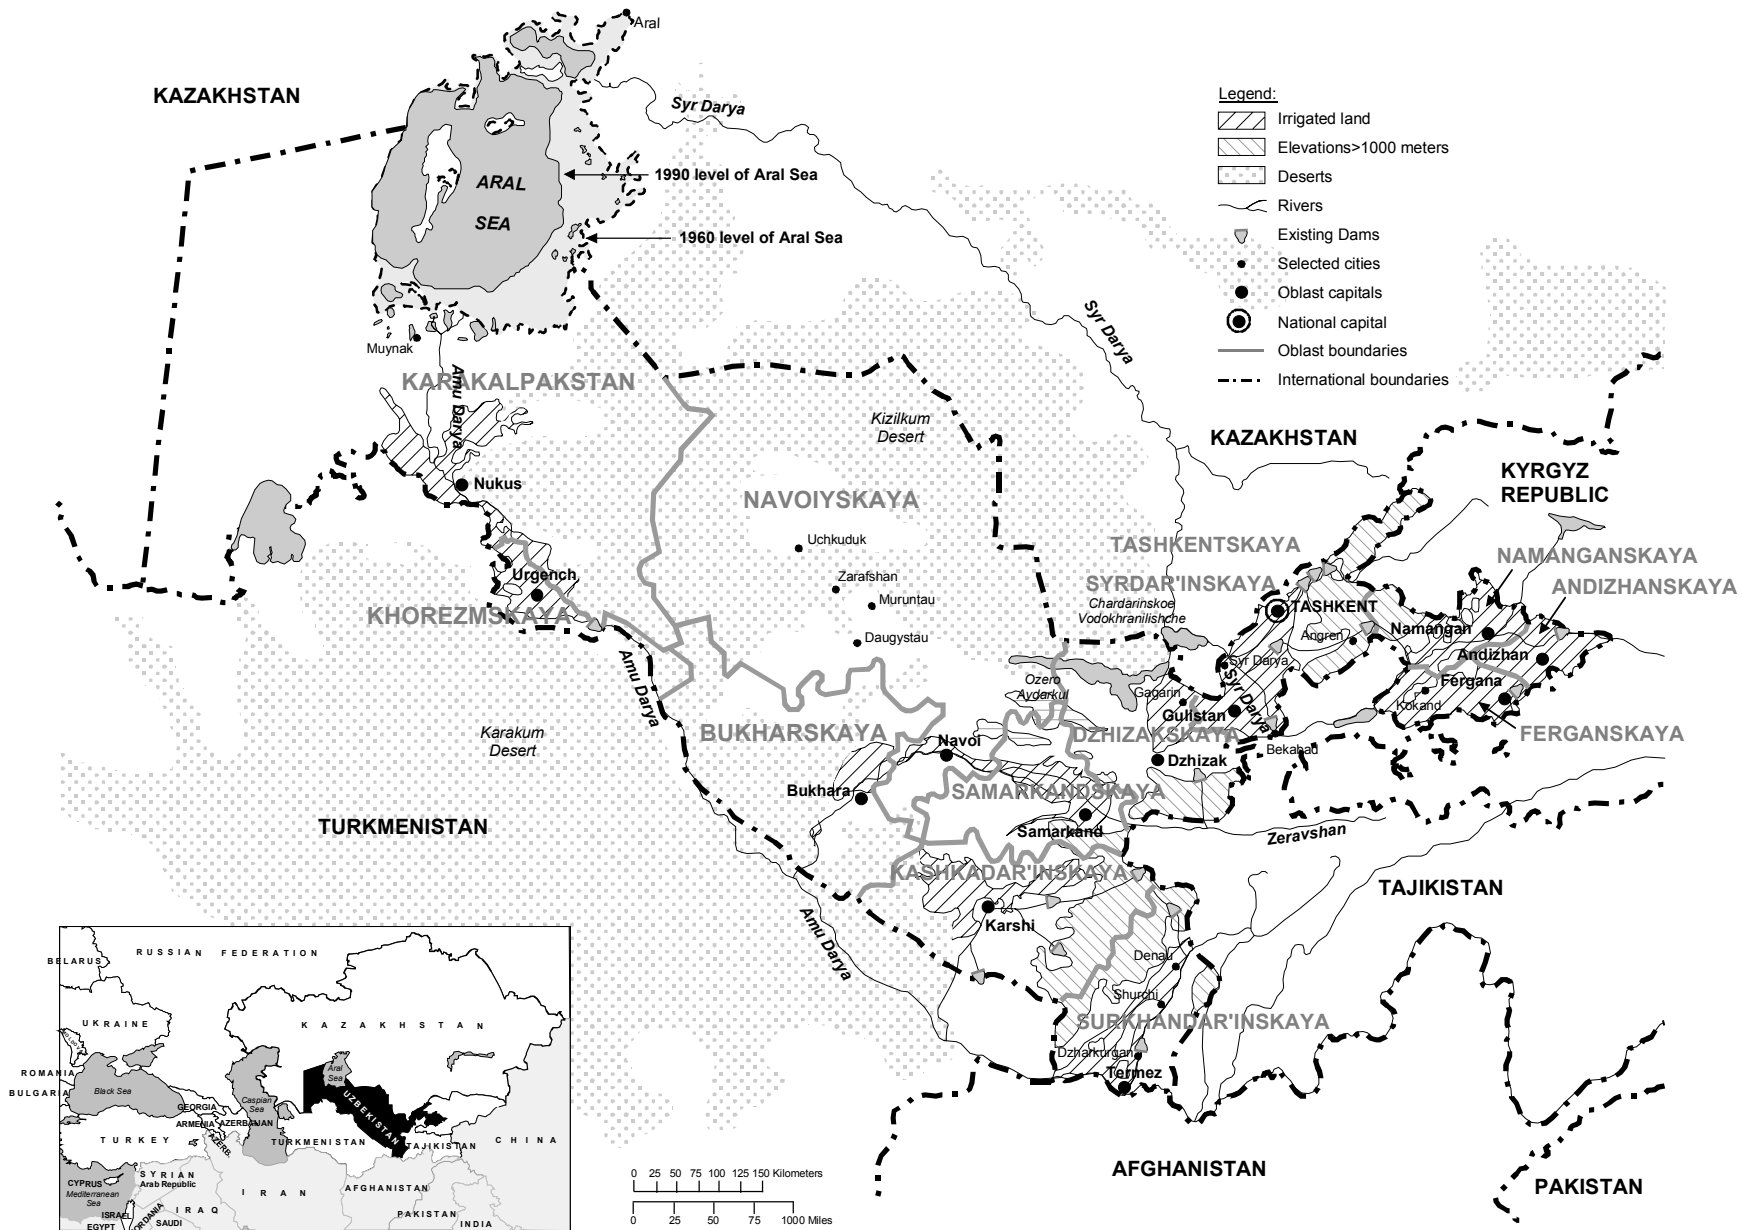 Aral
KAZAKHSTAN
Syr Darya
ARAL
SEA
1990 level of Aral Sea
1960 level of Aral Sea
Legend:
Irrigated land
Elevations>1000 meters
Deserts
Rivers
Existing Dams
Selected cities
Oblast capitals
National capital
Oblast boundaries
International boundaries
Syr Darya
Muynak
KARAKALPAKSTAN
Amu Darya
Kizilkum
Desert
KAZAKHSTAN
KYRGYZ
REPUBLIC
Nukus
NAVOIYSKAYA
Uchkuduk
TASHKENTSKAYA
NAMANGANSKAYA
Urgench
Zarafshan
SYRDAR'INSKAYA
ANDIZHANSKAYA
KHOREZMSKAYA
Muruntau
Chardarinskoe
Vodokhranilishche
TASHKENT
Daugystau
Angren
Namangan
Amu Darya
Syr Darya
Andizhan
Ozero
Aydarkul
Gagarin
Syr Darya
Fergana
Kokand
Gulistan
Karakum
Desert
BUKHARSKAYA
Navoi
DZHIZAKSKAYA
Bekabad
FERGANSKAYA
Dzhizak
Bukhara
SAMARKANDSKAYA
TURKMENISTAN
Samarkand
Zeravshan
KASHKADAR'INSKAYA
TAJIKISTAN
Karshi
Amu Darya
Denau
Shurchi
SURKHANDAR'INSKAYA
Dzharkurgan
Termez
AFGHANISTAN
PAKISTAN
0 25 50 75 100 125 150 Kilometers
0 25 50 75 1000 Miles
RUSSIAN FEDERATION
BELARUS
UKRAINE
KAZAKHSTAN
ROMANIA
BULGARIA
Black Sea
Aral
Sea
Caspian
Sea
UZBEKISTAN
GEORGIA
ARMENIA
AZERBAIJAN
AZERB.
TURKEY
TURKMENISTAN
TAJIKISTAN
CHINA
CYPRUS
Mediterranean
Sea
SYRIAN
Arab Republic
ISRAEL
IRAQ
IRAN
AFGHANISTAN
PAKISTAN
INDIA
EGYPT
SAUDI